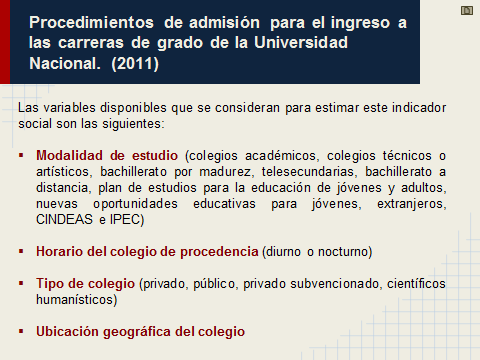 Procedimientos de admisión para el ingreso a
las carreras de grado de la Universidad
Nacional. (2011)
Las variables disponibles que se consideran para estimar este indicador
social son las siguientes:
▪ Modalidad de estudio (colegios académicos, colegios técnicos o
artísticos, bachillerato por madurez, telesecundarias, bachillerato a
distancia, plan de estudios para la educación de jóvenes y adultos,
nuevas oportunidades educativas para jóvenes, extranjeros,
CINDEAS e IPEC)
▪ Horario del colegio de procedencia (diurno o nocturno)
▪ Tipo de colegio (privado, público, privado subvencionado, científicos
humanísticos)
▪ Ubicación geográfica del colegio